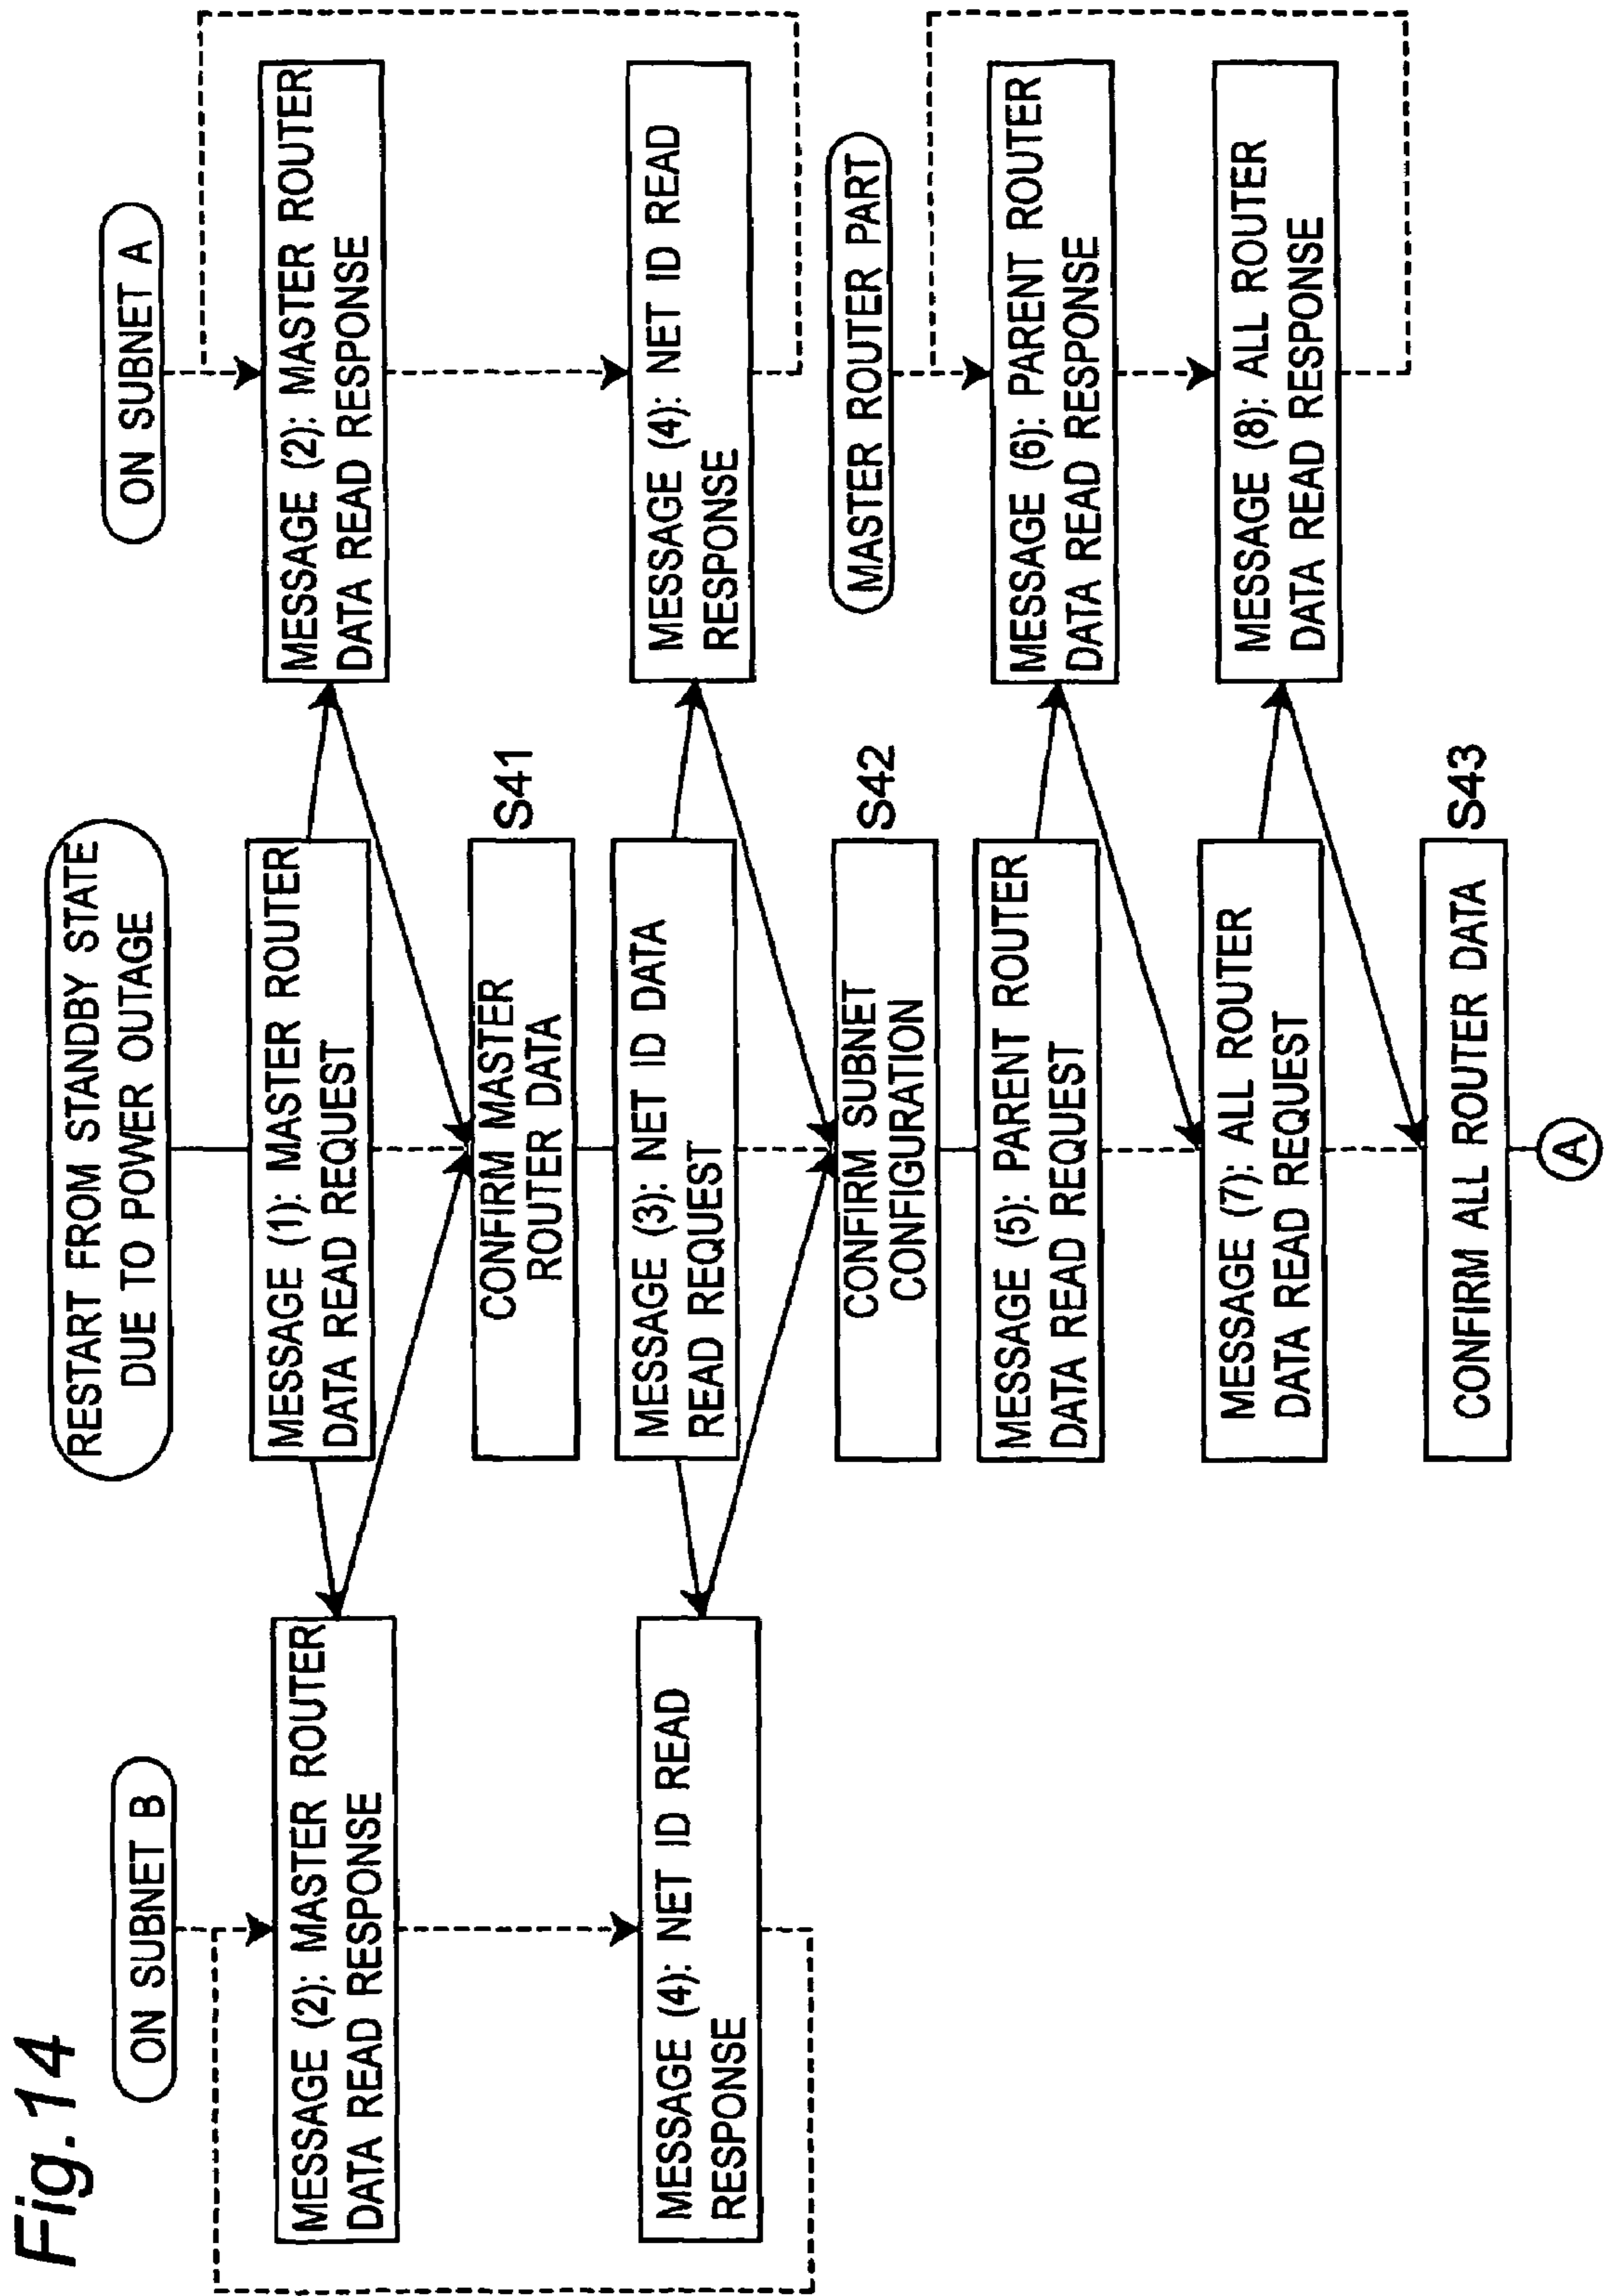 Fig. 14
ON SUBNET B
MESSAGE (2): MASTER ROUTER
DATA READ RESPONSE
MESSAGE (4): NET ID READ
RESPONSE
RESTART FROM STANDBY STATE
DUE TO POWER OUTAGE
MESSAGE (1): MASTER ROUTER
DATA READ REQUEST
CONFIRM MASTER
ROUTER DATA
S41
MESSAGE (3): NET ID DATA
READ REQUEST
CONFIRM SUBNET
CONFIGURATION
S42
MESSAGE (5): PARENT ROUTER
DATA READ REQUEST
MESSAGE (7): ALL ROUTER
DATA READ REQUEST
CONFIRM ALL ROUTER DATA
S43
A
ON SUBNET A
MESSAGE (2): MASTER ROUTER
DATA READ RESPONSE
MESSAGE (4): NET ID READ
RESPONSE
MASTER ROUTER PART
MESSAGE (6): PARENT ROUTER
DATA READ RESPONSE
MESSAGE (8): ALL ROUTER
DATA READ RESPONSE